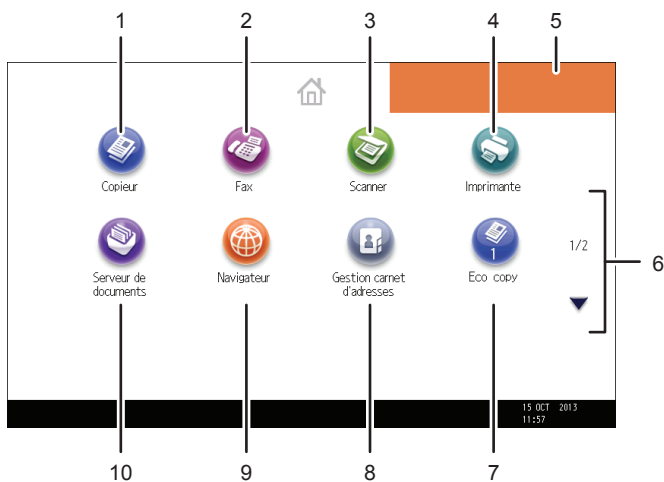 1 2 3 4 5
Copieur Fax Scanner Imprimante
1
1/2
6
Serveur de documents
Navigateur
Gestion carnet d'adresses
Eco copy
15 OCT 2013
11:57
10 9 8 7